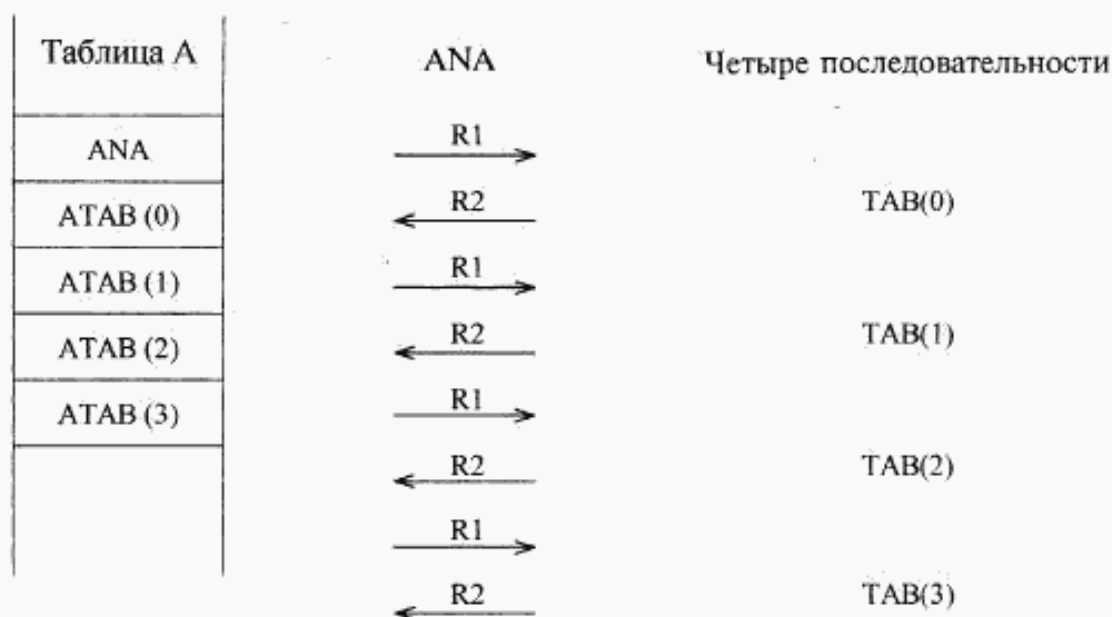 Таблица А
ANA
ATAB (0)
ATAB (1)
ATAB (2)
ATAB (3)
ANA
R1
R2
R1
R2
R1
R2
R1
R2
Четыре последовательности
TAB(0)
TAB(1)
TAB(2)
TAB(3)